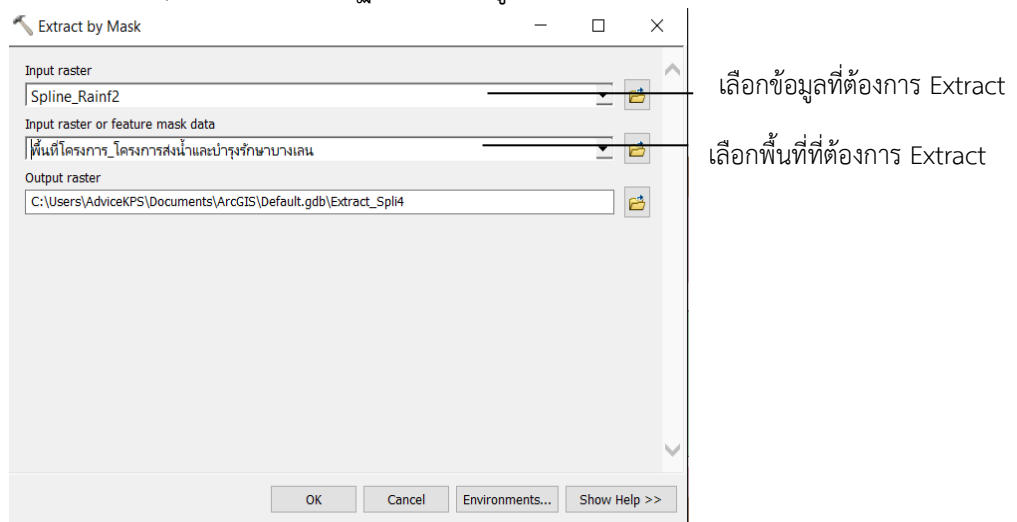 Extract by Mask
Input raster
Spline_Rainf2
เลือกข้อมูลที่ต้องการ Extract
Input raster or feature mask data
พื้นที่โครงการ_โครงการส่งน้ำและบำรุงรักษาบางเลน
เลือกพื้นที่ที่ต้องการ Extract
Output raster
C:\Users\AdviceKPS\Documents\ArcGIS\Default.gdb\Extract_Spli4
OK Cancel Environments... Show Help >>